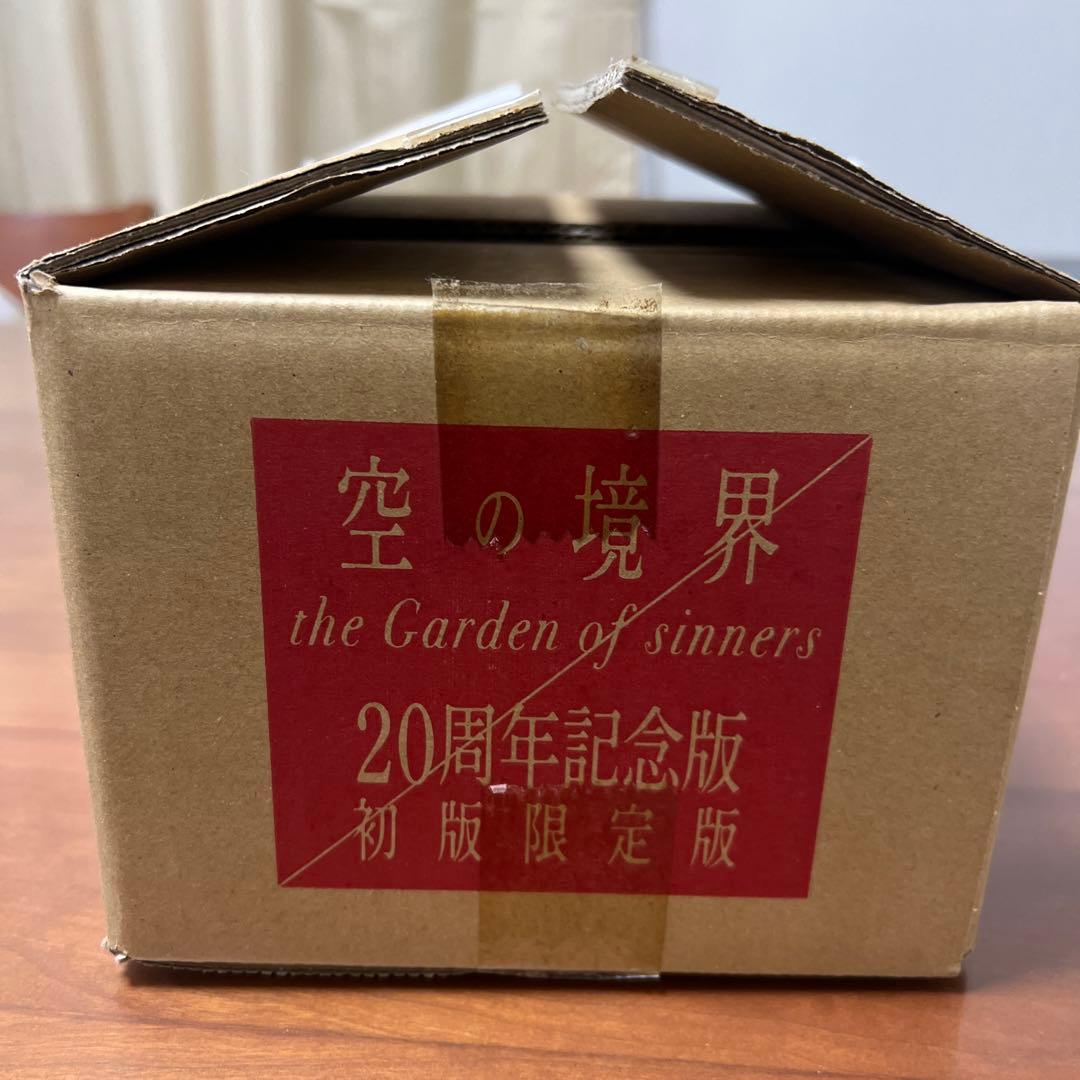 空の境界
the Garden of sinners
20周年記念版
初版限定版